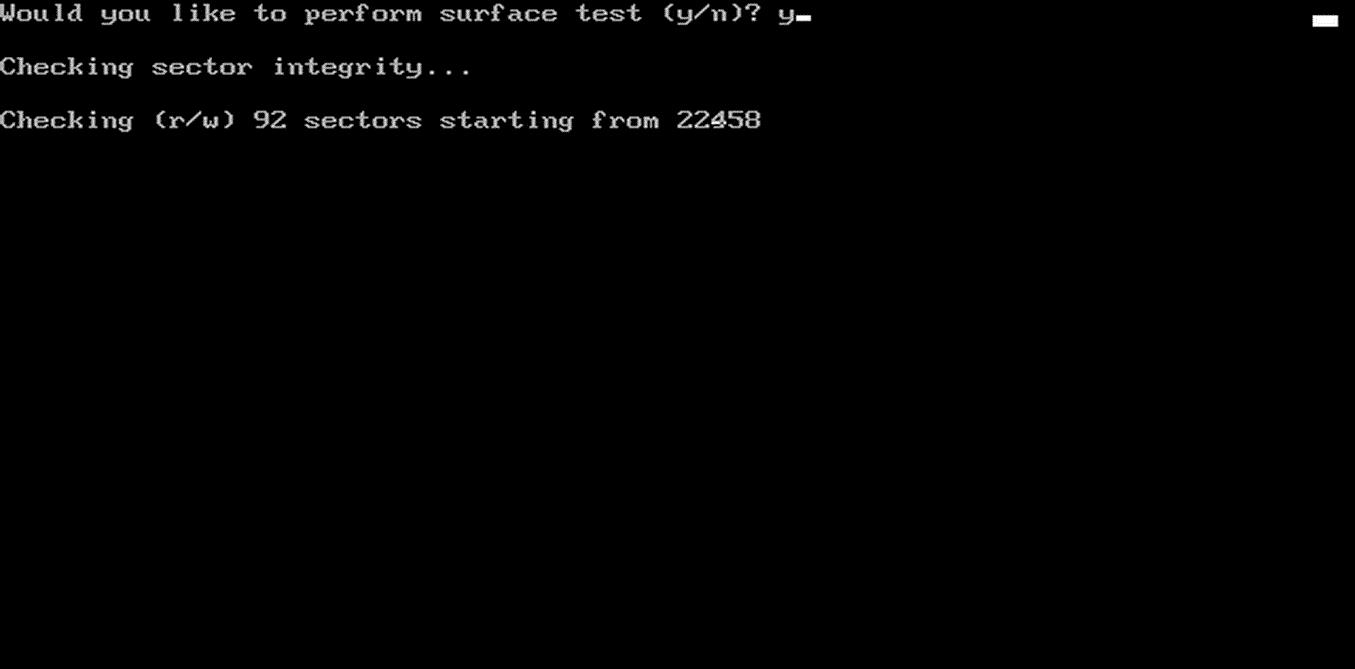 Would you like to perform surface test (y/n)? y
Checking sector integrity...
Checking (r/w) 92 sectors starting from 22458